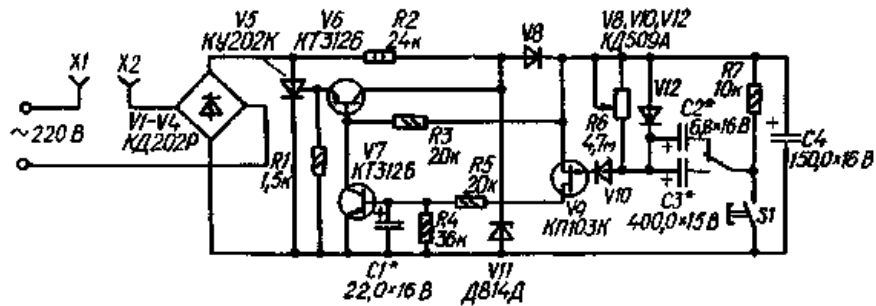 V5
КУ202К
V6
КТ312Б
R2
24к
V8
V8,V10,V12
КД509А
X1
X2
~220 В
V1-V4
КД202Р
R1
1,5к
V7
КТ312Б
R3
20к
R5
20к
R4
36к
C1*
22,0×16 В
V11
Д814Д
V9
КП103К
V10
R6
4,7м
V12
C2*
6,8×16 В
C3*
400,0×15 В
R7
10к
S1
C4
150,0×16 В